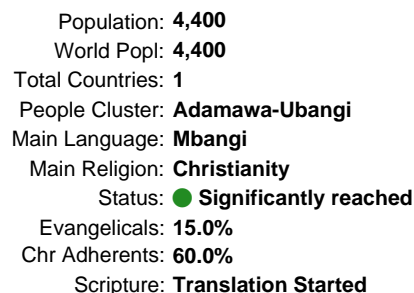 Population: 4,400
World Popl: 4,400
Total Countries: 1
People Cluster: Adamawa-Ubangi
Main Language: Mbangi
Main Religion: Christianity
Status: Significantly reached
Evangelicals: 15.0%
Chr Adherents: 60.0%
Scripture: Translation Started